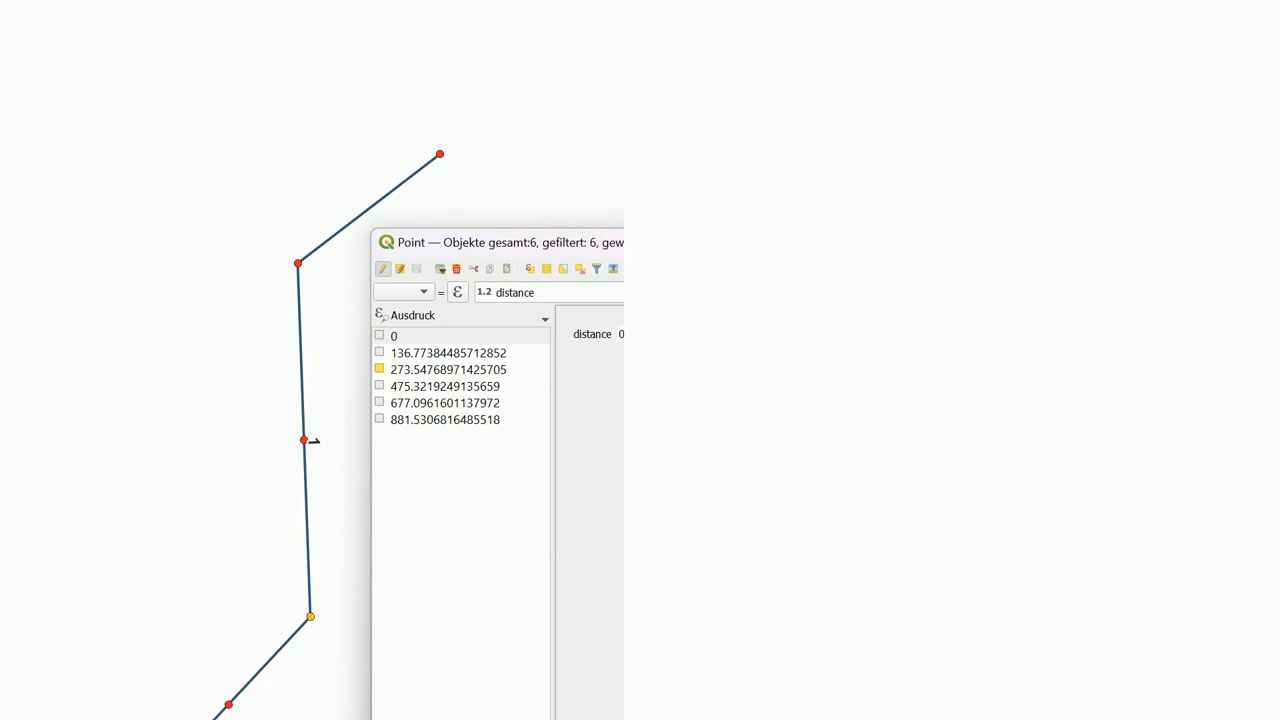 Point — Objekte gesamt:6, gefiltert: 6, gew
= ε 1.2 distance
Ausdruck
0
distance 0
136.77384485712852
273.54768971425705
475.3219249135659
677.0961601137972
881.5306816485518
1